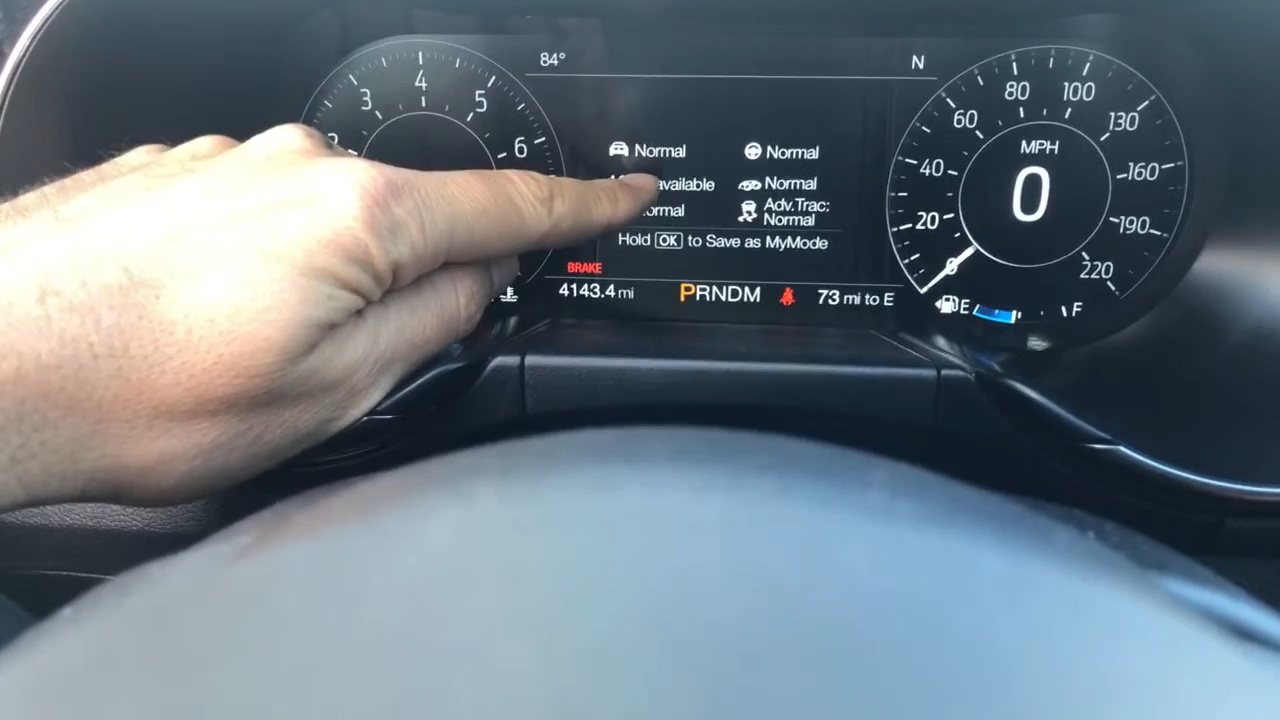 84° N
3 4 5 6
Normal Normal
available Normal
ormal Adv.Trac:
Normal
Hold OK to Save as MyMode
BRAKE
4143.4 mi PRNDM 73 mi to E
20 40 60 80 100 130 160 190 220
MPH
0
E F